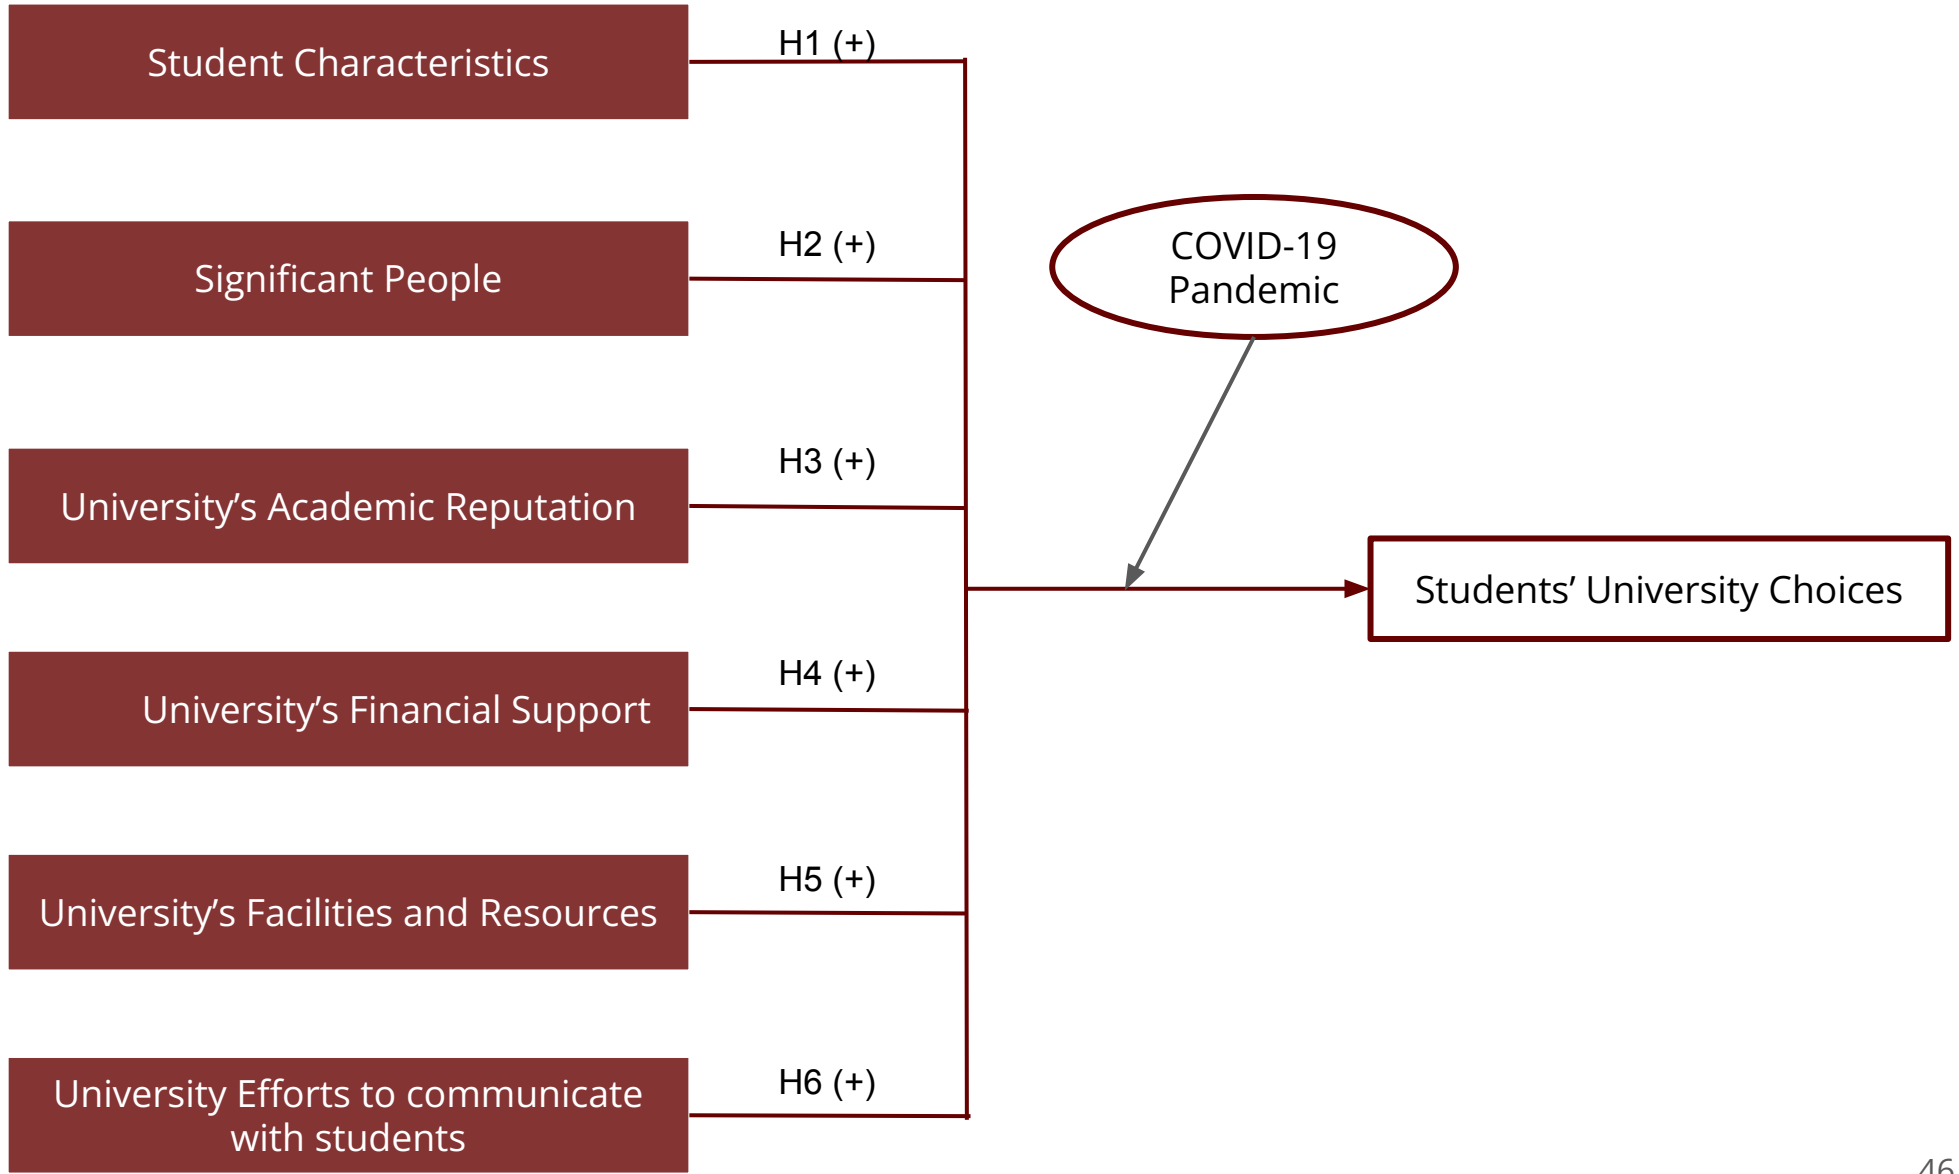 Student Characteristics
H1 (+)
Significant People
H2 (+)
COVID-19
Pandemic
University’s Academic Reputation
H3 (+)
Students’ University Choices
University’s Financial Support
H4 (+)
University’s Facilities and Resources
H5 (+)
University Efforts to communicate
with students
H6 (+)
46